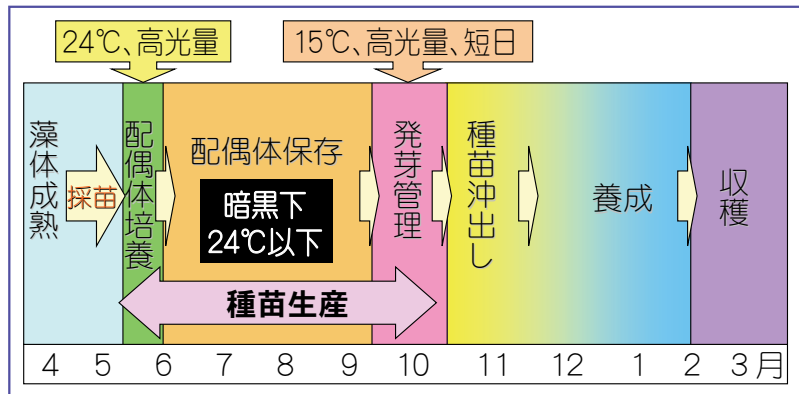 24℃、高光量
15℃、高光量、短日
藻体成熟
採苗
配偶体培養
配偶体保存
暗黒下
24℃以下
発芽管理
種苗沖出し
養成
収穫
種苗生産
4 5 6 7 8 9 10 11 12 1 2 3月